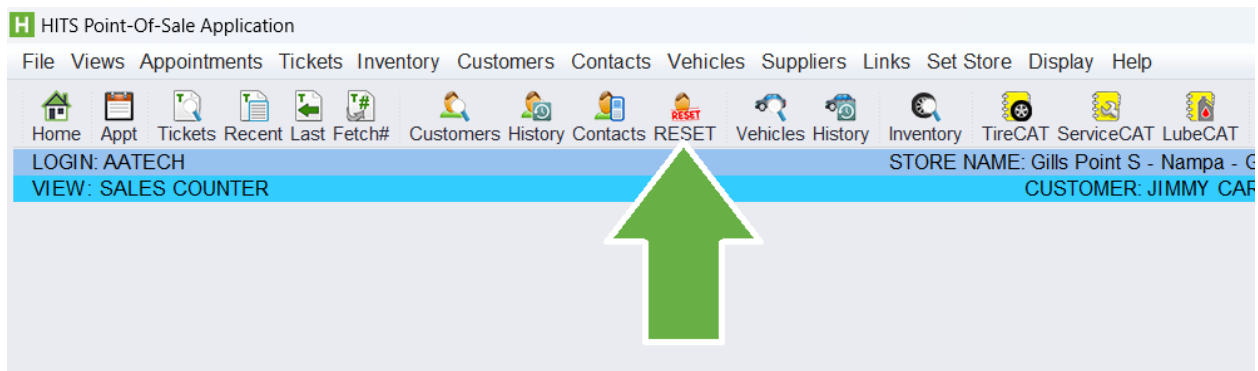 H HITS Point-Of-Sale Application
File Views Appointments Tickets Inventory Customers Contacts Vehicles Suppliers Links Set Store Display Help
T T T T# RESET
Home Appt Tickets Recent Last Fetch# Customers History Contacts RESET Vehicles History Inventory TireCAT ServiceCAT LubeCAT
LOGIN: AATECH STORE NAME: Gills Point S - Nampa - G
VIEW: SALES COUNTER CUSTOMER: JIMMY CAR